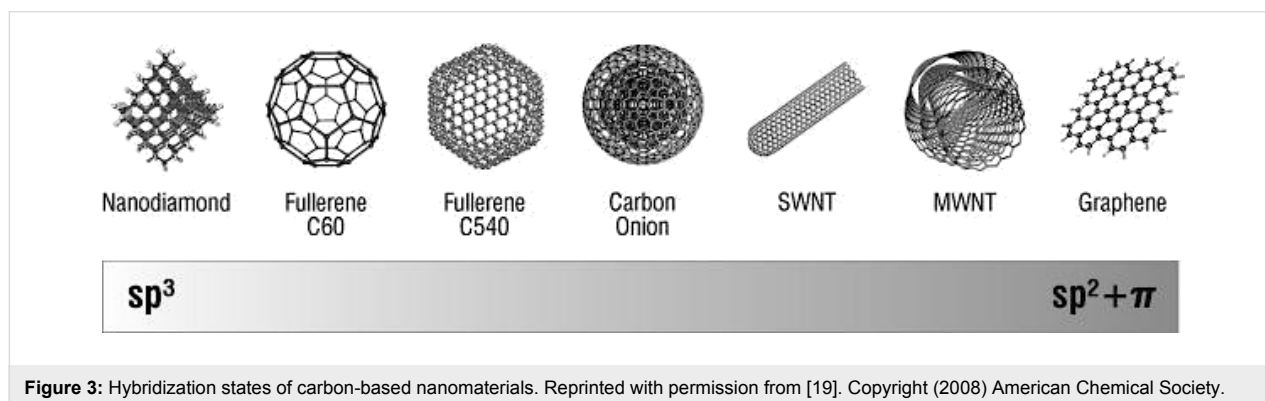 Nanodiamond
Fullerene
C60
Fullerene
C540
Carbon
Onion
SWNT
MWNT
Graphene
sp³
sp²+π
Figure 3: Hybridization states of carbon-based nanomaterials. Reprinted with permission from [19]. Copyright (2008) American Chemical Society.